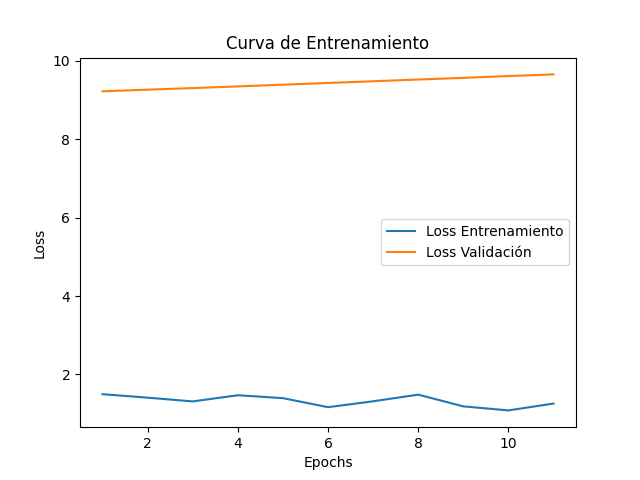 Curva de Entrenamiento
10
8
6
4
2
Loss
Loss Entrenamiento
Loss Validación
2 4 6 8 10
Epochs